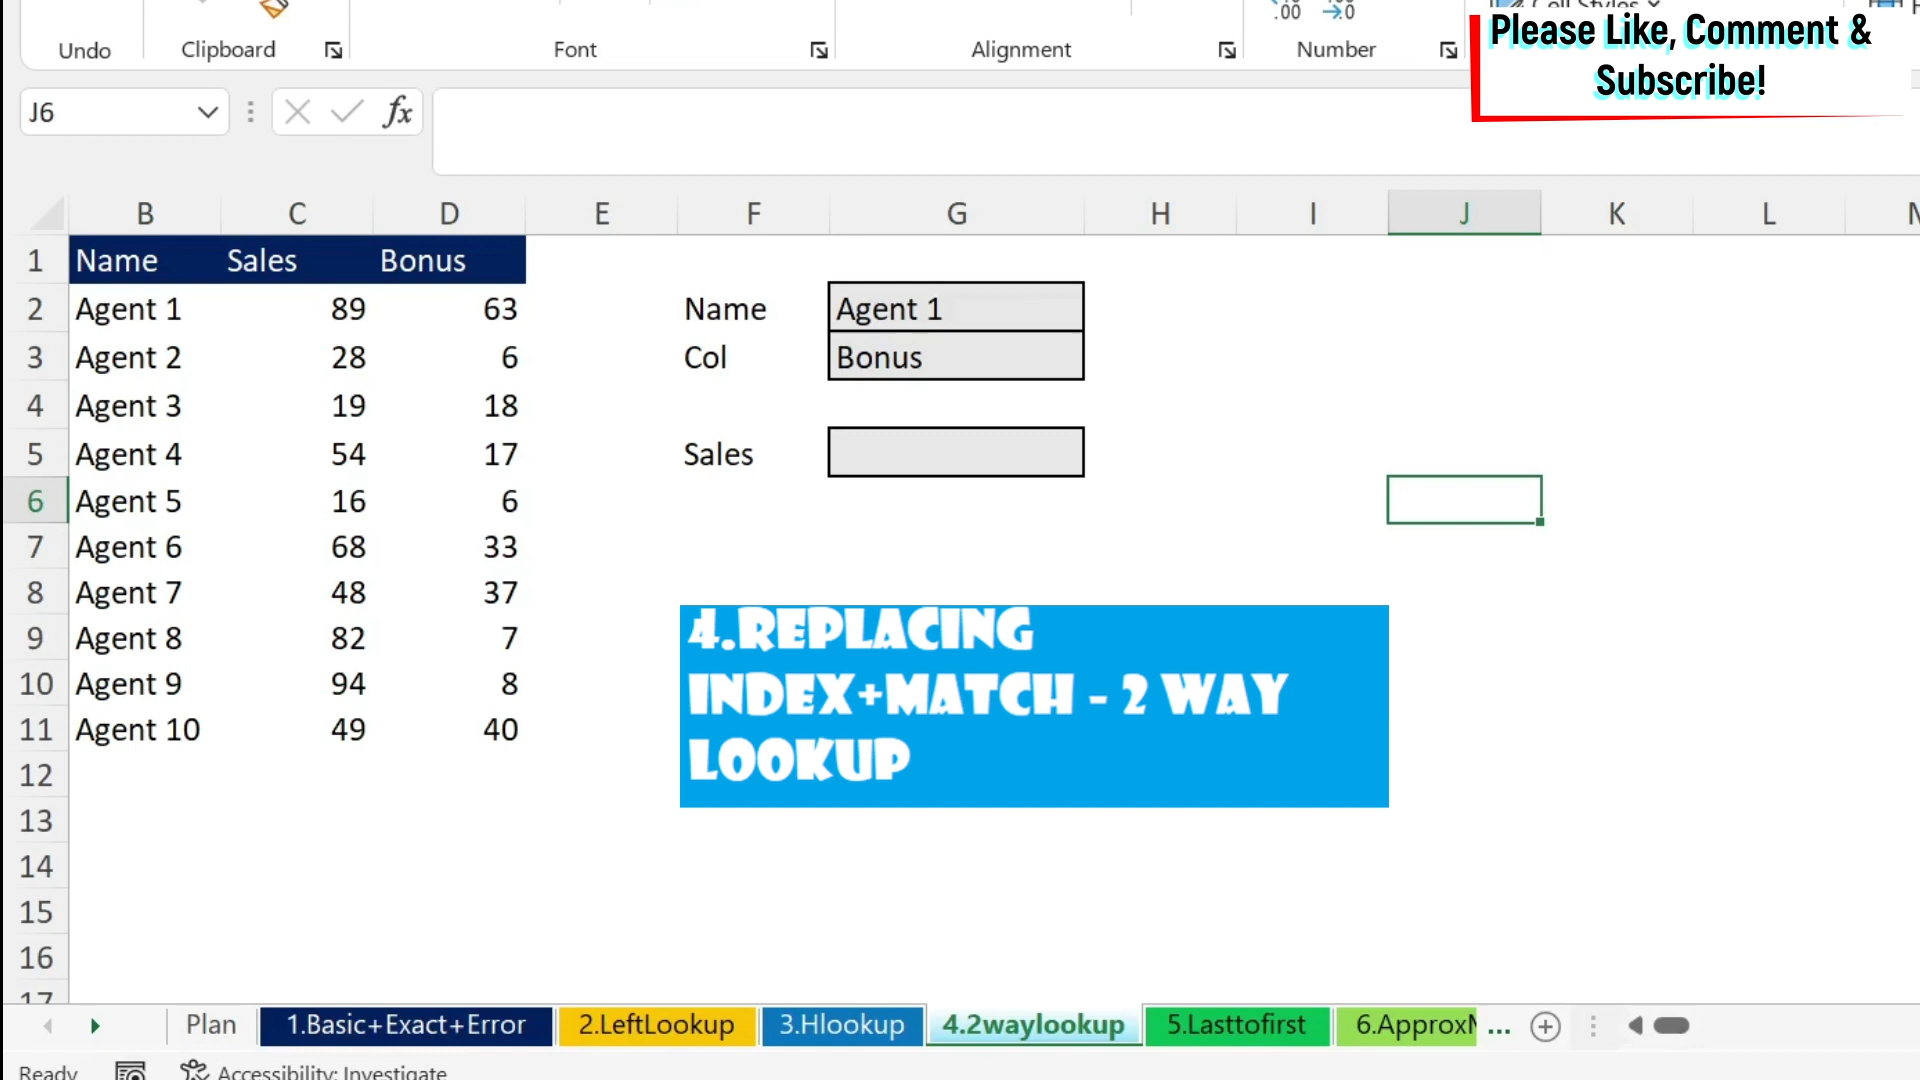 .00 .0
Cell Styles
Please Like, Comment &
Subscribe!
Undo Clipboard Font Alignment Number
J6 fx
B C D E F G H I J K L
1 Name Sales Bonus
2 Agent 1 89 63 Name Agent 1
3 Agent 2 28 6 Col Bonus
4 Agent 3 19 18
5 Agent 4 54 17 Sales
6 Agent 5 16 6
7 Agent 6 68 33
8 Agent 7 48 37
9 Agent 8 82 7
10 Agent 9 94 8
11 Agent 10 49 40
4.REPLACING
INDEX+MATCH - 2 WAY
LOOKUP
12
13
14
15
16
17
Plan 1.Basic+Exact+Error 2.LeftLookup 3.Hlookup 4.2waylookup 5.Lasttofirst 6.ApproxM ...
Ready Accessibility: Investigate